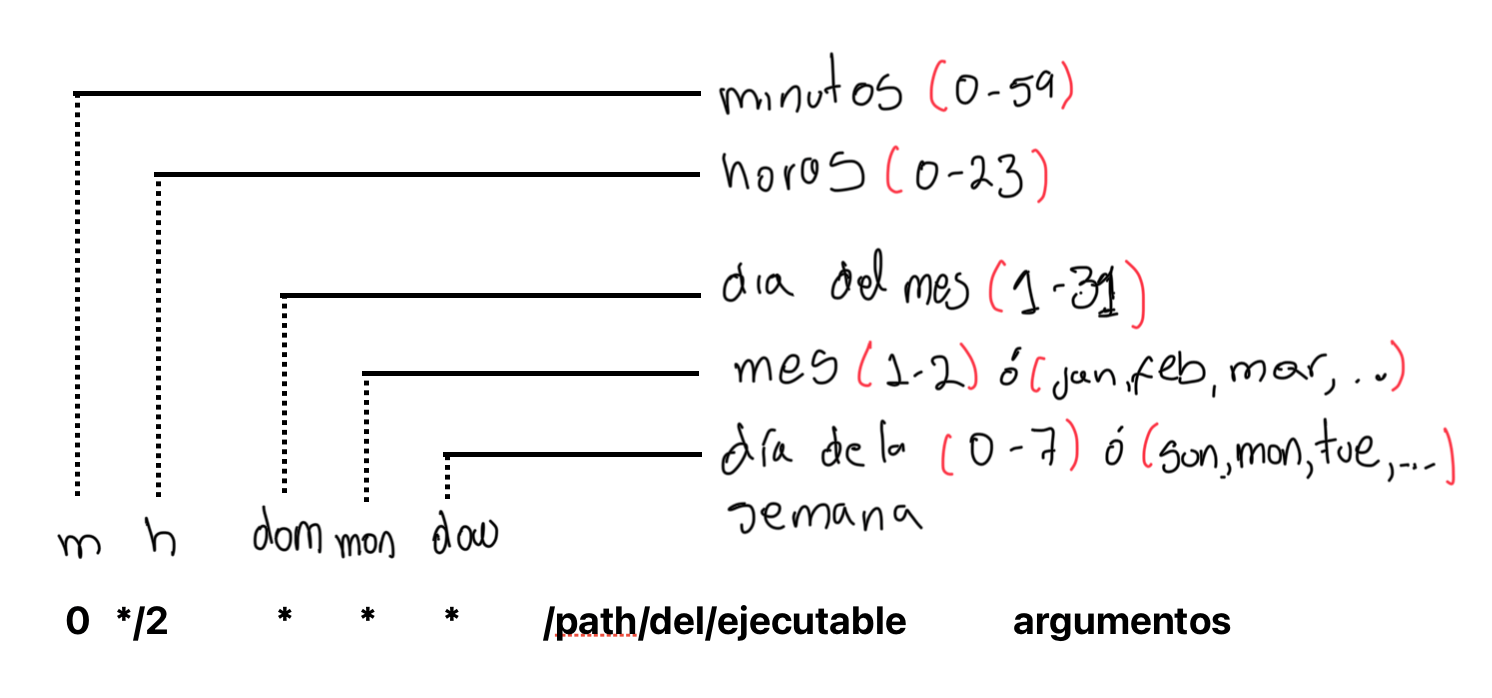 minutos (0-59)
horas (0-23)
dia del mes (1-31)
mes (1-2) ó (jan,feb, mar, ...)
día de la (0-7) ó (sun,mon,tue,...)
semana
m h dom mon dow
0 */2 * * * /path/del/ejecutable argumentos